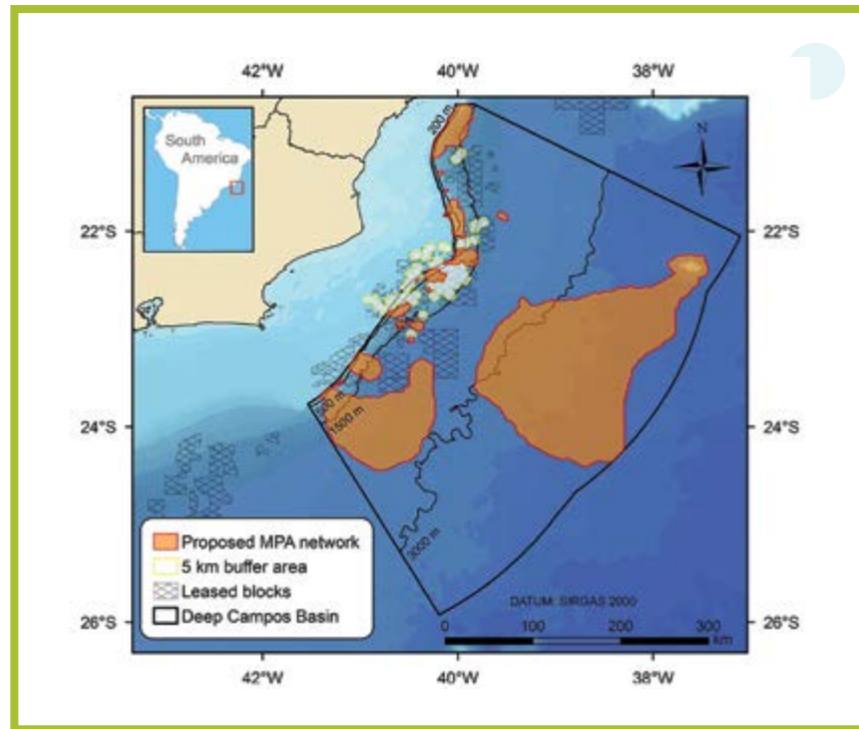 42°W 40°W 38°W
South
America
N
200 m
22°S 22°S
500 m
1500 m
24°S 24°S
3000 m
Proposed MPA network
5 km buffer area
Leased blocks
Deep Campos Basin
DATUM: SIRGAS 2000
0 100 200 300
km
26°S 26°S
42°W 40°W 38°W